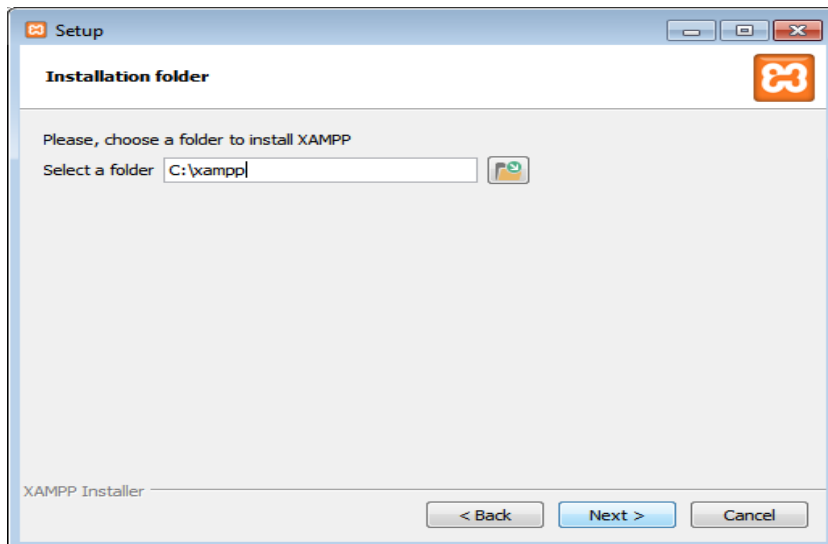 Setup
Installation folder
Please, choose a folder to install XAMPP
Select a folder C:\xampp
XAMPP Installer
< Back Next > Cancel